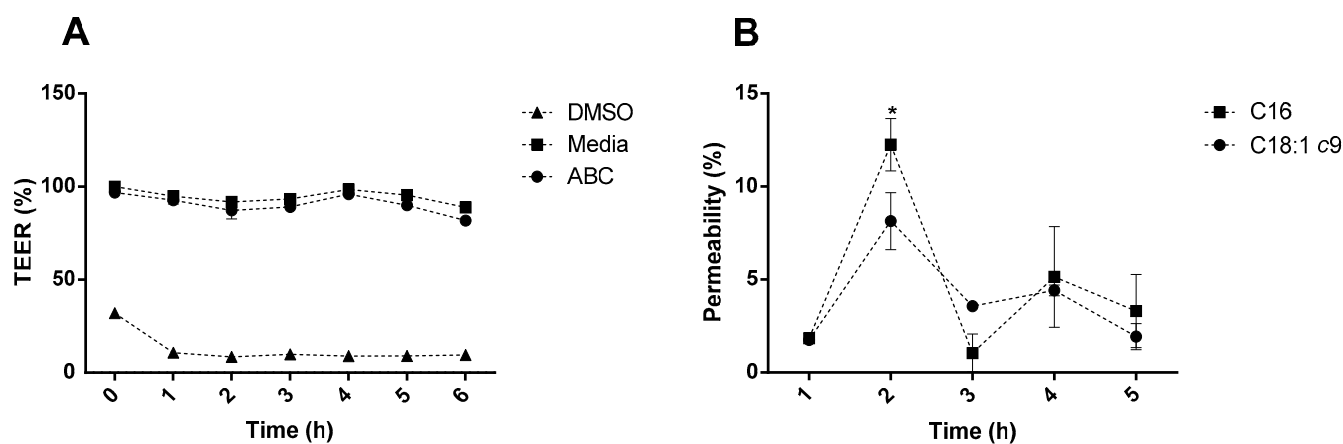 A
TEER (%)
150
100
50
0
0 1 2 3 4 5 6
Time (h)
DMSO
Media
ABC
B
Permeability (%)
15
10
5
0
*
1 2 3 4 5
Time (h)
C16
C18:1 c9